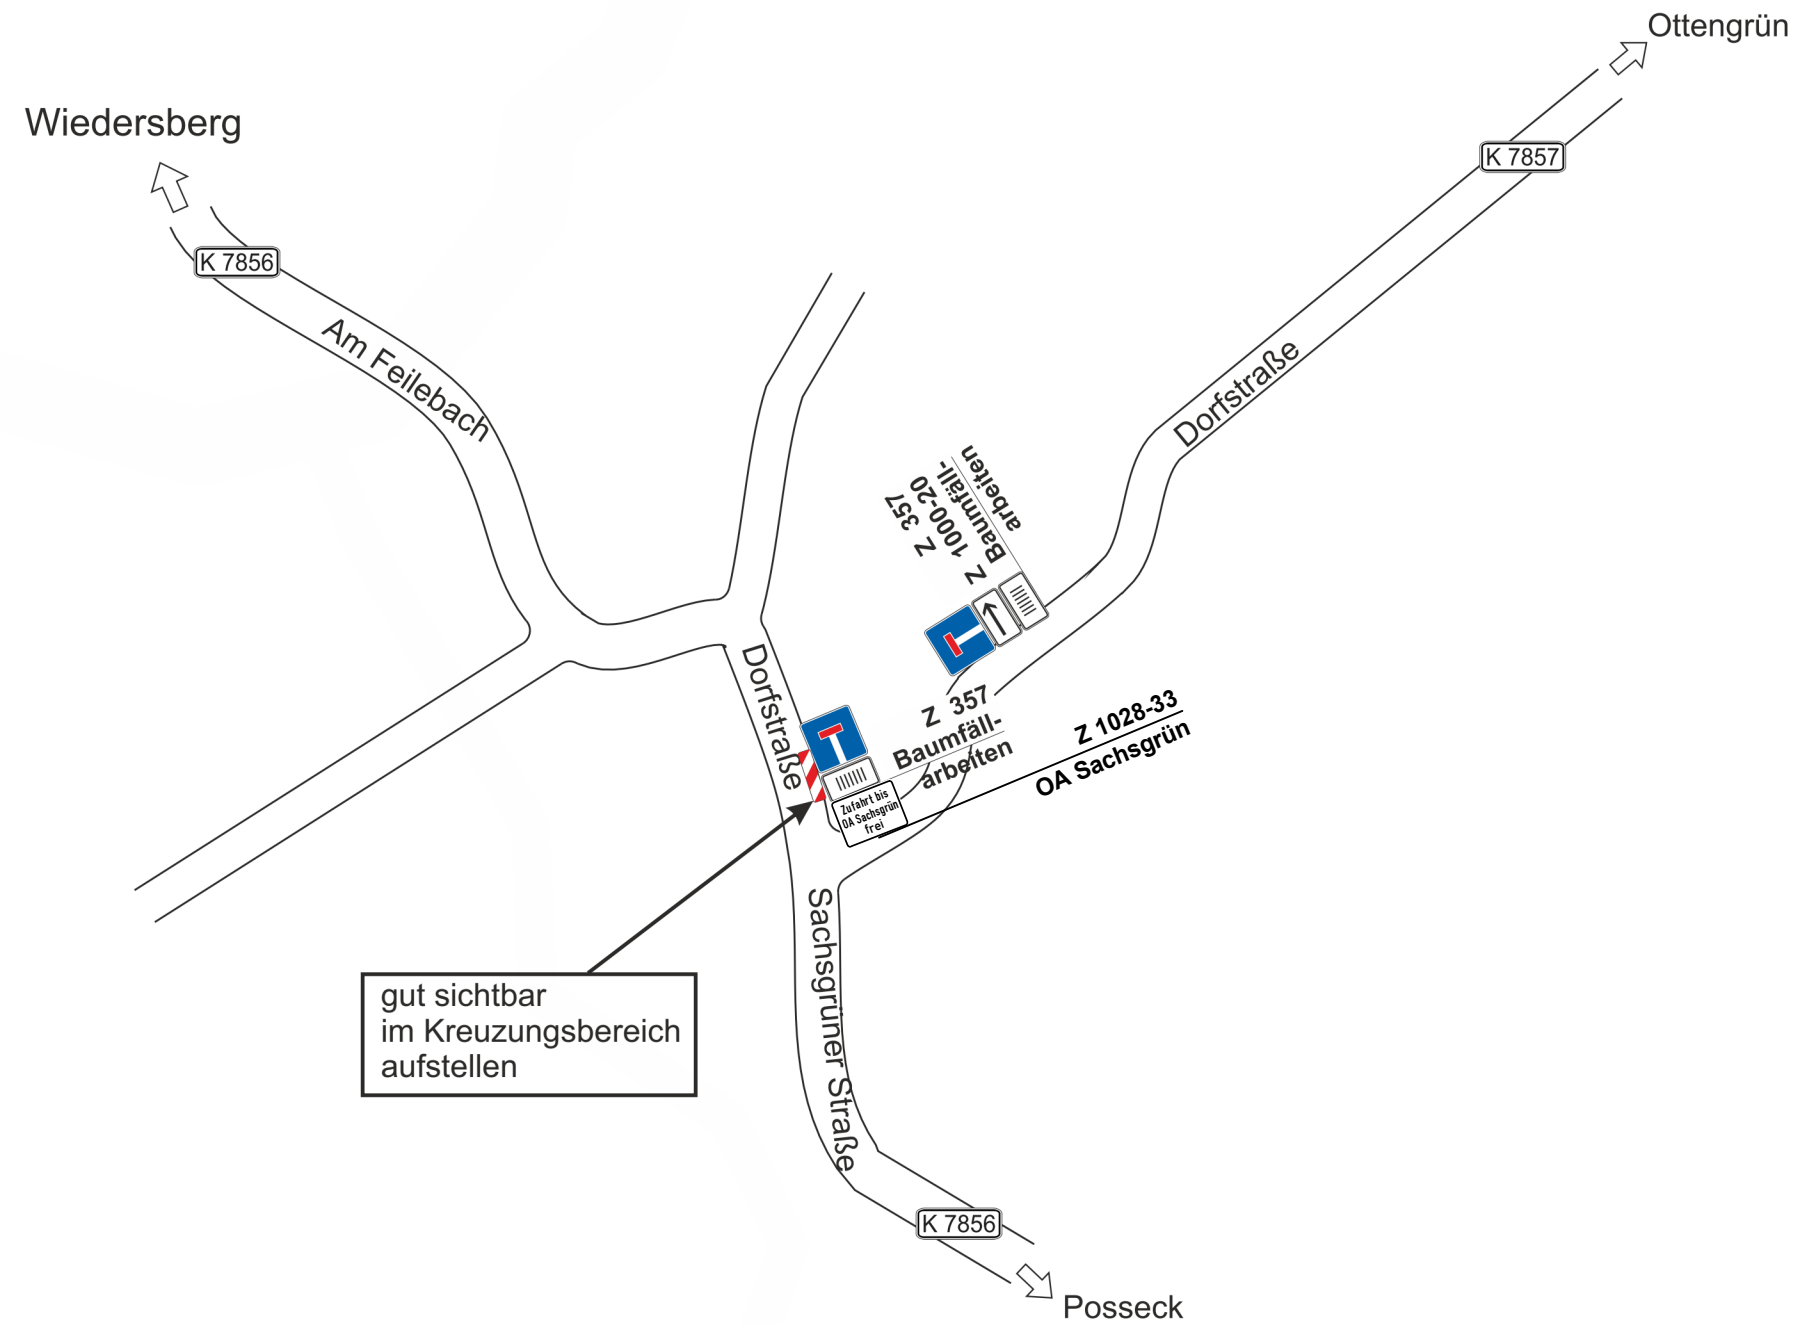 Ottengrün
Wiedersberg
K 7857
K 7856
Am Feilebach
Dorfstraße
Z 357
Z 1000-20
Baumfäll-
arbeiten
Dorfstraße
Z 357
Baumfäll-
arbeiten
Z 1028-33
OA Sachsgrün
Zufahrt bis
OA Sachsgrün
frei
Sachsgrüner Straße
gut sichtbar
im Kreuzungsbereich
aufstellen
K 7856
Posseck